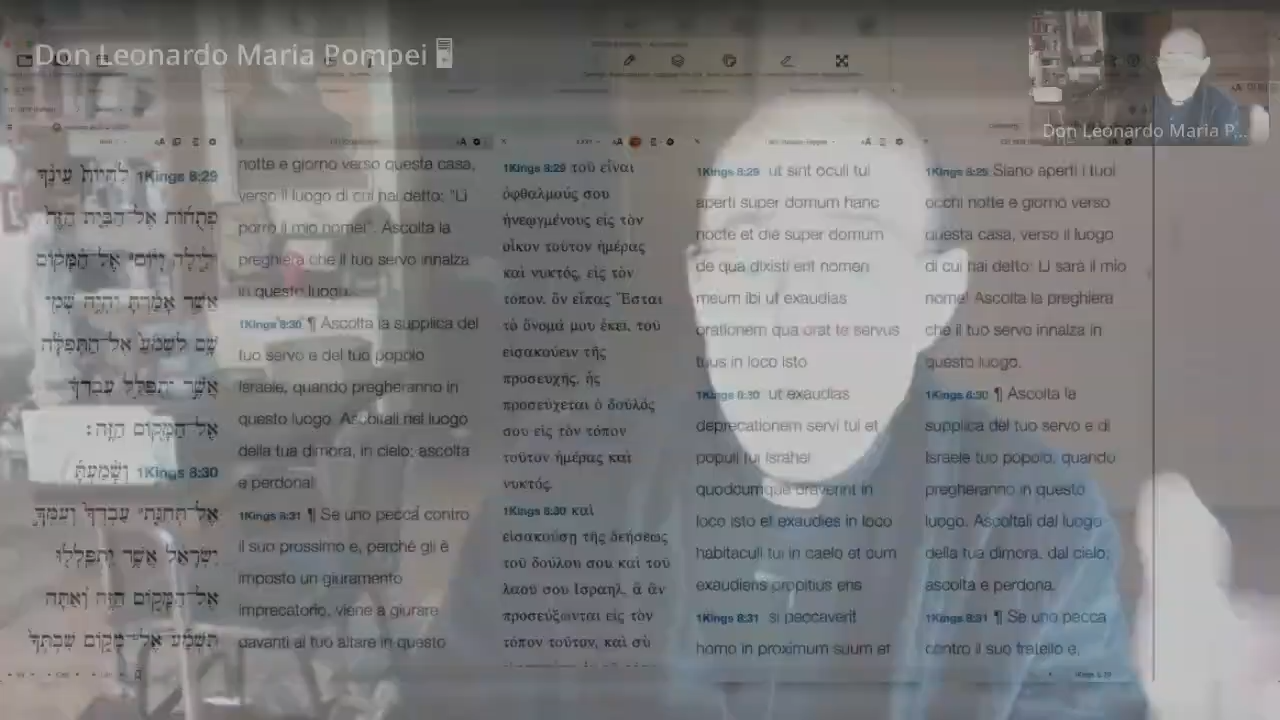 Don Leonardo Maria Pompei
Don Leonardo Maria P...
1Kings 8:29 לִהְיוֹת עֵינֶךָ
פְתֻחוֹת אֶל־הַבַּיִת הַזֶּה
לַיְלָה וָיוֹם אֶל־הַמָּקוֹם
אֲשֶׁר אָמַרְתָּ יִהְיֶה שְׁמִי
שָׁם לִשְׁמֹעַ אֶל־הַתְּפִלָּה
אֲשֶׁר יִתְפַּלֵּל עַבְדְּךָ
אֶל־הַמָּקוֹם הַזֶּה׃
1Kings 8:30 וְשָׁמַעְתָּ
אֶל־תְּחִנַּת עַבְדְּךָ וְעַמְּךָ
יִשְׂרָאֵל אֲשֶׁר יִתְפַּלְלוּ
אֶל־הַמָּקוֹם הַזֶּה וְאַתָּה
תִּשְׁמַע אֶל־מְקוֹם שִׁבְתְּךָ
notte e giorno verso questa casa,
verso il luogo di cui hai detto: "Lì
porrò il mio nome!". Ascolta la
preghiera che il tuo servo innalza
in questo luogo.
1Kings 8:30 ¶ Ascolta la supplica del
tuo servo e del tuo popolo
Israele, quando pregheranno in
questo luogo. Ascoltali nel luogo
della tua dimora, in cielo; ascolta
e perdona!
1Kings 8:31 ¶ Se uno pecca contro
il suo prossimo e, perché gli è
imposto un giuramento
imprecatorio, viene a giurare
davanti al tuo altare in questo
1Kings 8:29 τοῦ εἶναι
ὀφθαλμούς σου
ἠνεῳγμένους εἰς τὸν
οἶκον τοῦτον ἡμέρας
καὶ νυκτός, εἰς τὸν
τόπον, ὃν εἶπας Ἔσται
τὸ ὄνομά μου ἐκεῖ, τοῦ
εἰσακούειν τῆς
προσευχῆς, ἧς
προσεύχεται ὁ δοῦλός
σου εἰς τὸν τόπον
τοῦτον ἡμέρας καὶ
νυκτός.
1Kings 8:30 καὶ
εἰσακούσῃ τῆς δεήσεως
τοῦ δούλου σου καὶ τοῦ
λαοῦ σου Ισραηλ, ἃ ἂν
προσεύξωνται εἰς τὸν
τόπον τοῦτον, καὶ σὺ
1Kings 8:29 ut sint oculi tui
aperti super domum hanc
nocte et die super domum
de qua dixisti erit nomen
meum ibi ut exaudias
orationem qua orat te servus
tuus in loco isto
1Kings 8:30 ut exaudias
deprecationem servi tui et
populi tui Israhel
quodcumque oraverint in
loco isto et exaudies in loco
habitaculi tui in caelo et cum
exaudieris propitius eris
1Kings 8:31 si peccaverit
homo in proximum suum et
1Kings 8:29 Siano aperti i tuoi
occhi notte e giorno verso
questa casa, verso il luogo
di cui hai detto: Lì sarà il mio
nome! Ascolta la preghiera
che il tuo servo innalza in
questo luogo.
1Kings 8:30 ¶ Ascolta la
supplica del tuo servo e di
Israele tuo popolo, quando
pregheranno in questo
luogo. Ascoltali dal luogo
della tua dimora, dal cielo;
ascolta e perdona.
1Kings 8:31 ¶ Se uno pecca
contro il suo fratello e,